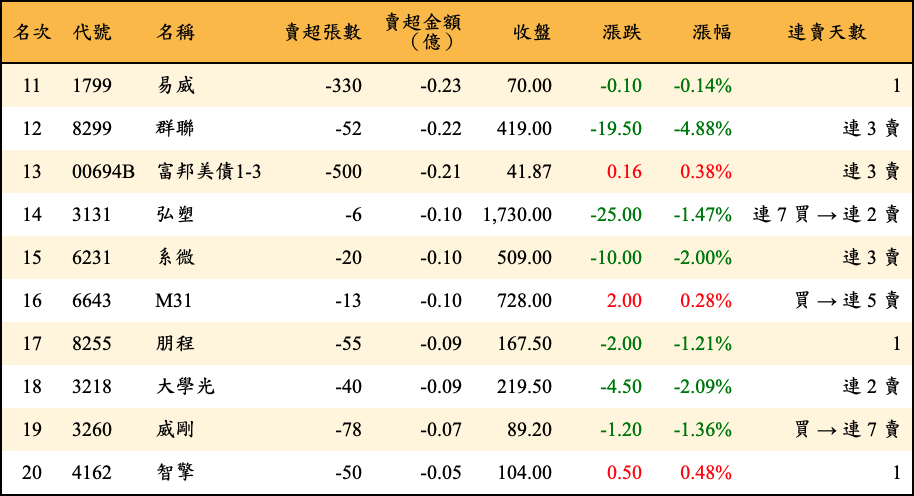 名次 代號 名稱 賣超張數 賣超金額（億） 收盤 漲跌 漲幅 連賣天數
11 1799 易威 -330 -0.23 70.00 -0.10 -0.14% 1
12 8299 群聯 -52 -0.22 419.00 -19.50 -4.88% 連 3 賣
13 00694B 富邦美債1-3 -500 -0.21 41.87 0.16 0.38% 連 3 賣
14 3131 弘塑 -6 -0.10 1,730.00 -25.00 -1.47% 連 7 買 → 連 2 賣
15 6231 系微 -20 -0.10 509.00 -10.00 -2.00% 連 3 賣
16 6643 M31 -13 -0.10 728.00 2.00 0.28% 買 → 連 5 賣
17 8255 朋程 -55 -0.09 167.50 -2.00 -1.21% 1
18 3218 大學光 -40 -0.09 219.50 -4.50 -2.09% 連 2 賣
19 3260 威剛 -78 -0.07 89.20 -1.20 -1.36% 買 → 連 7 賣
20 4162 智擎 -50 -0.05 104.00 0.50 0.48% 1